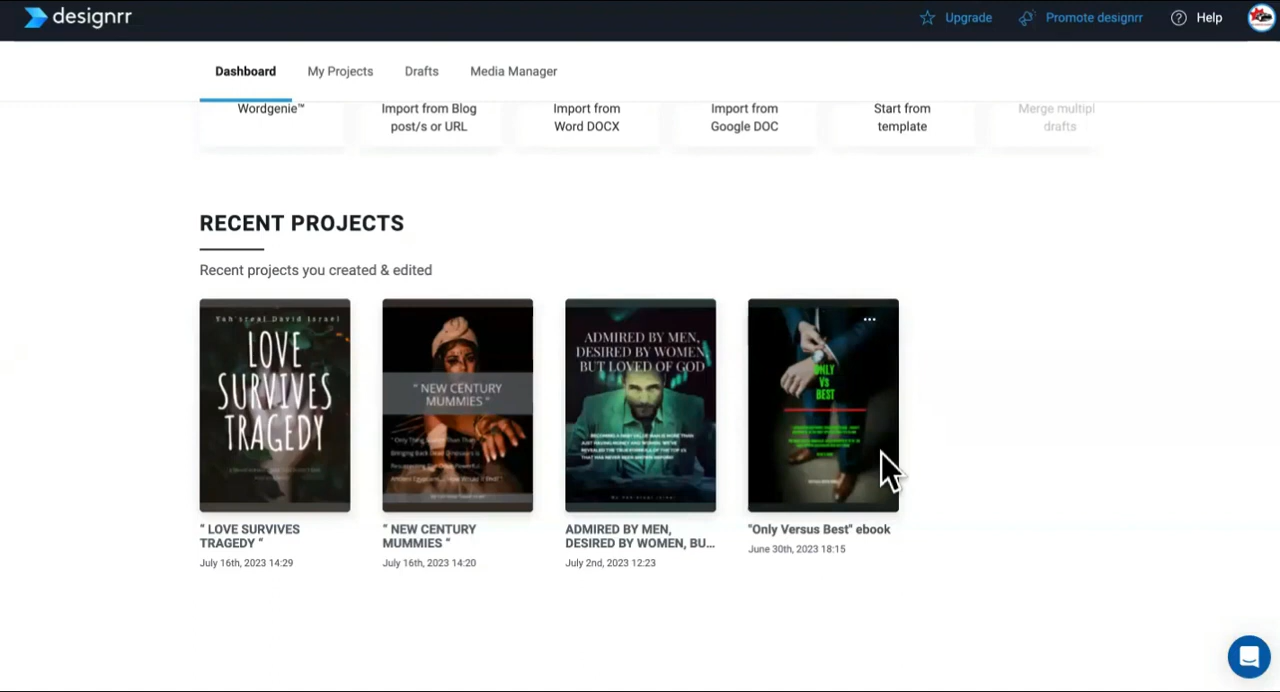 designrr
Upgrade
Promote designrr
Help
Dashboard
My Projects
Drafts
Media Manager
Wordgenie™
Import from Blog
post/s or URL
Import from
Word DOCX
Import from
Google DOC
Start from
template
Merge multipl
drafts
RECENT PROJECTS
Recent projects you created & edited
Yah'sreal David Israel
LOVE
SURVIVES
TRAGEDY
“ NEW CENTURY
MUMMIES “
ADMIRED BY MEN,
DESIRED BY WOMEN,
BUT LOVED OF GOD
ONLY
Vs
BEST
“ LOVE SURVIVES
TRAGEDY “
July 16th, 2023 14:29
“ NEW CENTURY
MUMMIES “
July 16th, 2023 14:20
ADMIRED BY MEN,
DESIRED BY WOMEN, BU...
July 2nd, 2023 12:23
"Only Versus Best" ebook
June 30th, 2023 18:15